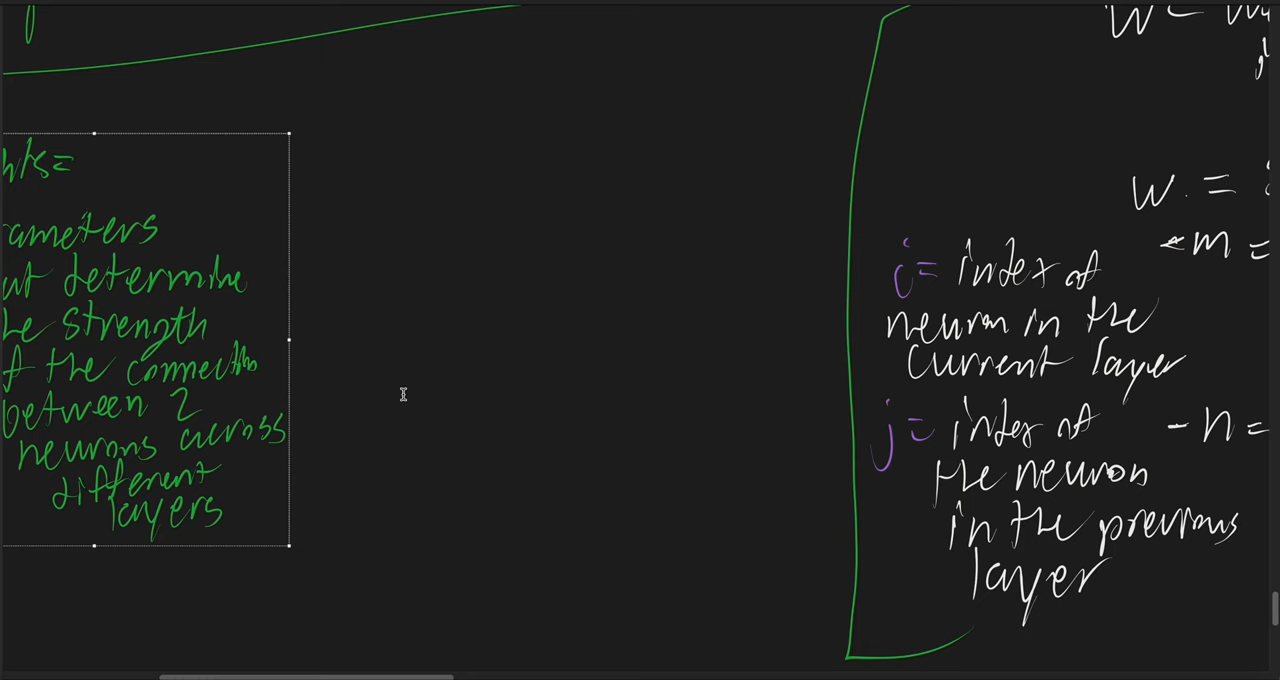 hts=
rameters
at determine
he strength
f the connection
between 2
neurons across
different
layers
W =
W. =
m =
i = index of
neuron in the
current layer
j = index of
the neuron
in the previous
layer
- n =